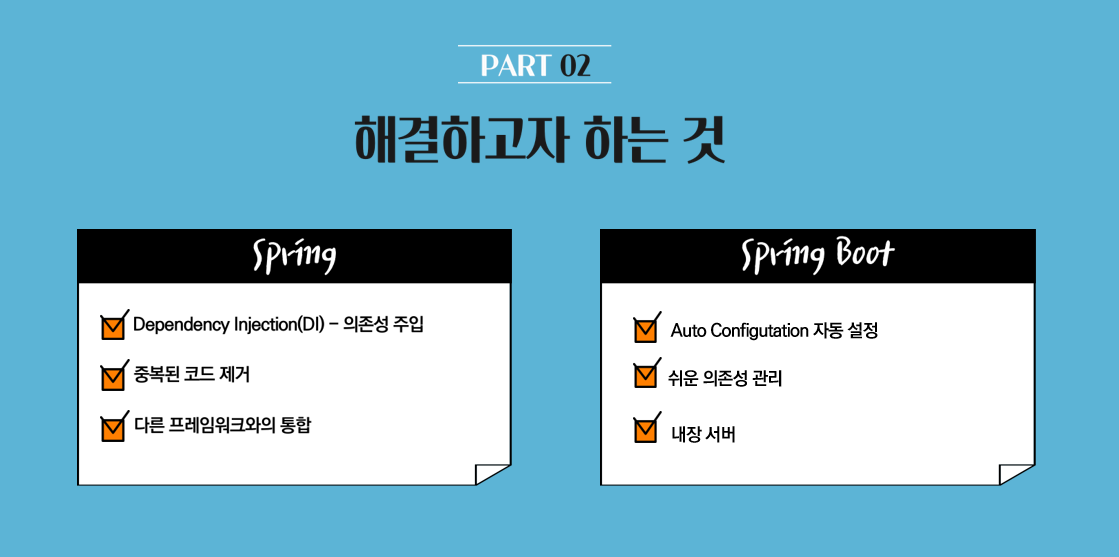 PART 02
해결하고자 하는 것
Spring
Dependency Injection(DI) - 의존성 주입
중복된 코드 제거
다른 프레임워크와의 통합
Spring Boot
Auto Configutation 자동 설정
쉬운 의존성 관리
내장 서버